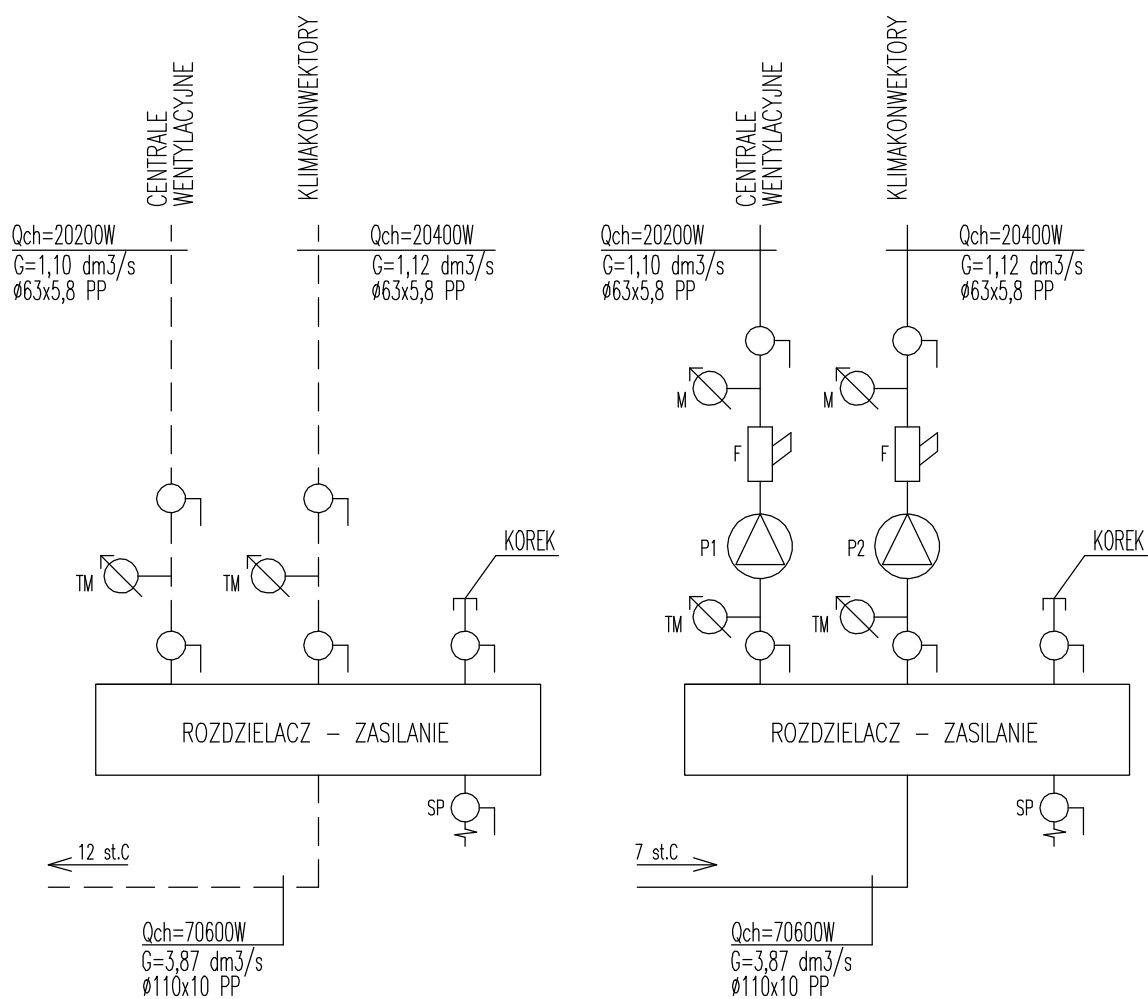 CENTRALE
WENTYLACYJNE
KLIMAKONWEKTORY
CENTRALE
WENTYLACYJNE
KLIMAKONWEKTORY
Qch=20200W
G=1,10 dm3/s
ø63x5,8 PP
Qch=20400W
G=1,12 dm3/s
ø63x5,8 PP
Qch=20200W
G=1,10 dm3/s
ø63x5,8 PP
Qch=20400W
G=1,12 dm3/s
ø63x5,8 PP
M
M
F
F
KOREK
P1
P2
KOREK
TM
TM
TM
TM
ROZDZIELACZ – ZASILANIE
ROZDZIELACZ – ZASILANIE
SP
SP
12 st.C
7 st.C
Qch=70600W
G=3,87 dm3/s
ø110x10 PP
Qch=70600W
G=3,87 dm3/s
ø110x10 PP